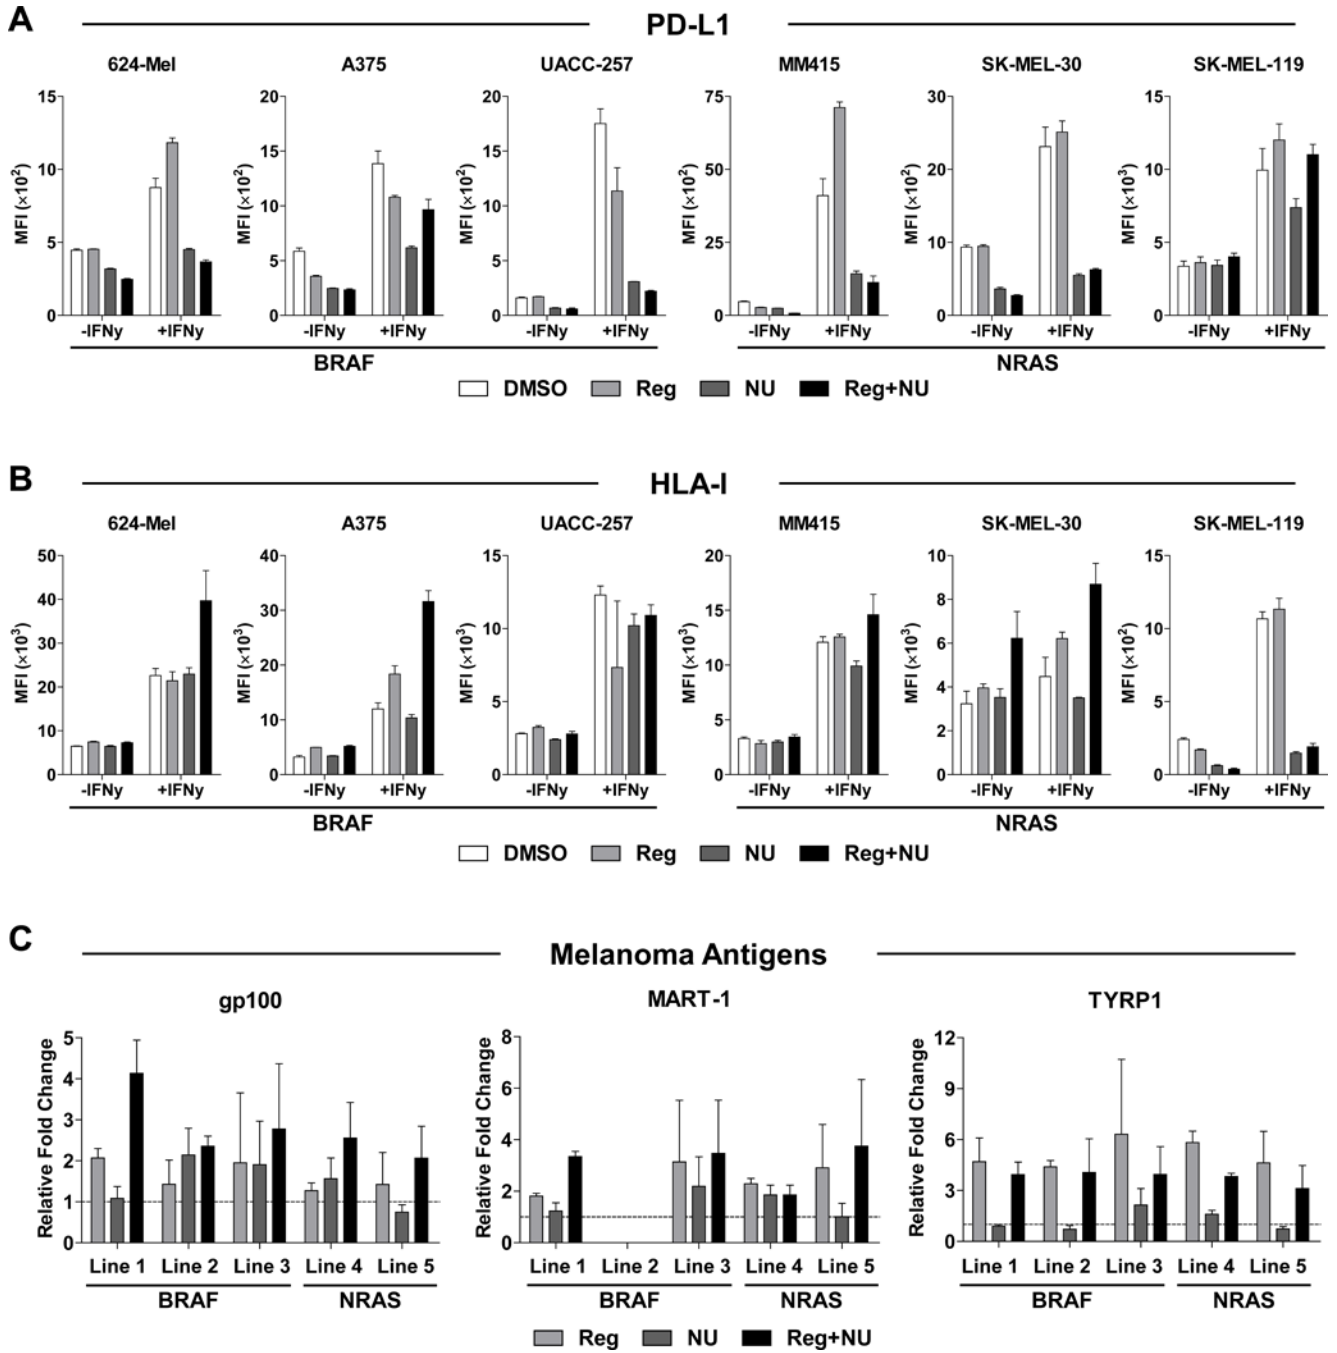 A
PD-L1
624-Mel A375 UACC-257 MM415 SK-MEL-30 SK-MEL-119
MFI (×10²) 15 10 5 0 -IFNy +IFNy
MFI (×10²) 20 15 10 5 0 -IFNy +IFNy
MFI (×10²) 20 15 10 5 0 -IFNy +IFNy
MFI (×10²) 75 50 25 0 -IFNy +IFNy
MFI (×10²) 30 20 10 0 -IFNy +IFNy
MFI (×10³) 15 10 5 0 -IFNy +IFNy
BRAF NRAS
DMSO Reg NU Reg+NU
B
HLA-I
624-Mel A375 UACC-257 MM415 SK-MEL-30 SK-MEL-119
MFI (×10³) 50 40 30 20 10 0 -IFNy +IFNy
MFI (×10³) 40 30 20 10 0 -IFNy +IFNy
MFI (×10³) 15 10 5 0 -IFNy +IFNy
MFI (×10³) 20 15 10 5 0 -IFNy +IFNy
MFI (×10³) 10 8 6 4 2 0 -IFNy +IFNy
MFI (×10²) 15 10 5 0 -IFNy +IFNy
BRAF NRAS
DMSO Reg NU Reg+NU
C
Melanoma Antigens
gp100 MART-1 TYRP1
Relative Fold Change 5 4 3 2 1 0 Line 1 Line 2 Line 3 Line 4 Line 5
BRAF NRAS
Relative Fold Change 8 6 4 2 0 Line 1 Line 2 Line 3 Line 4 Line 5
BRAF NRAS
Relative Fold Change 12 9 6 3 0 Line 1 Line 2 Line 3 Line 4 Line 5
BRAF NRAS
Reg NU Reg+NU